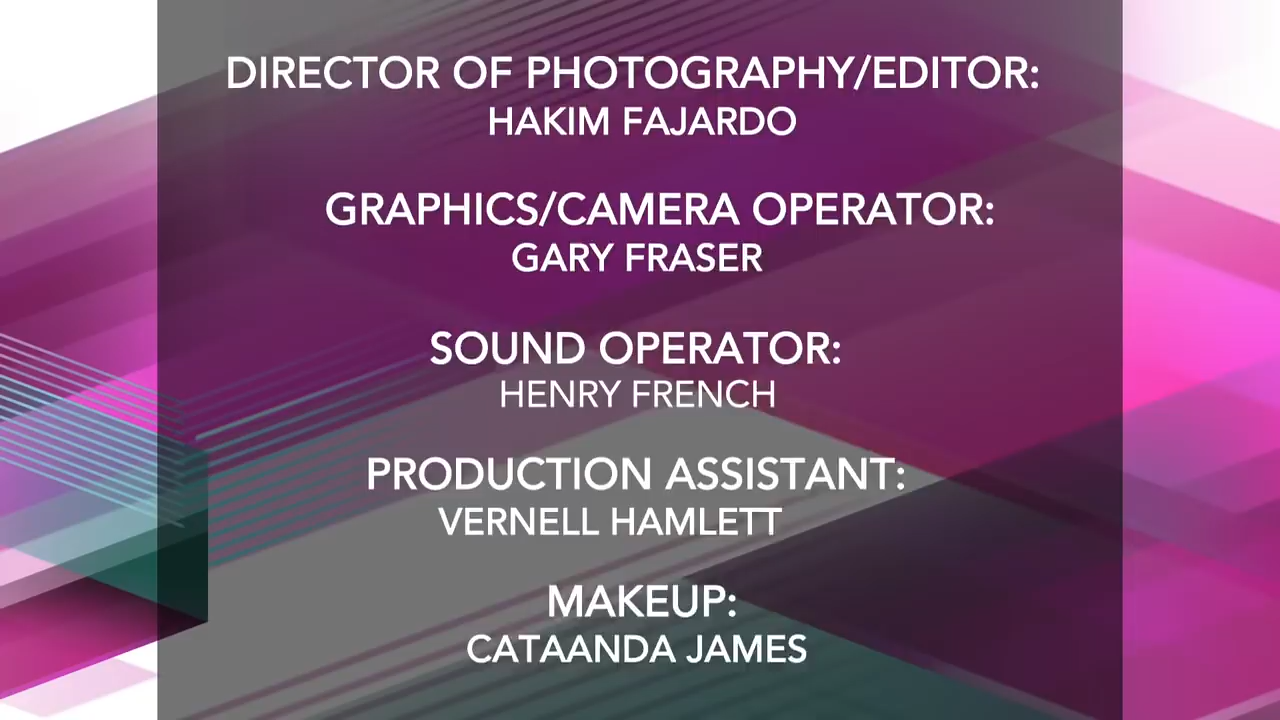 DIRECTOR OF PHOTOGRAPHY/EDITOR:
HAKIM FAJARDO
GRAPHICS/CAMERA OPERATOR:
GARY FRASER
SOUND OPERATOR:
HENRY FRENCH
PRODUCTION ASSISTANT:
VERNELL HAMLETT
MAKEUP:
CATAANDA JAMES